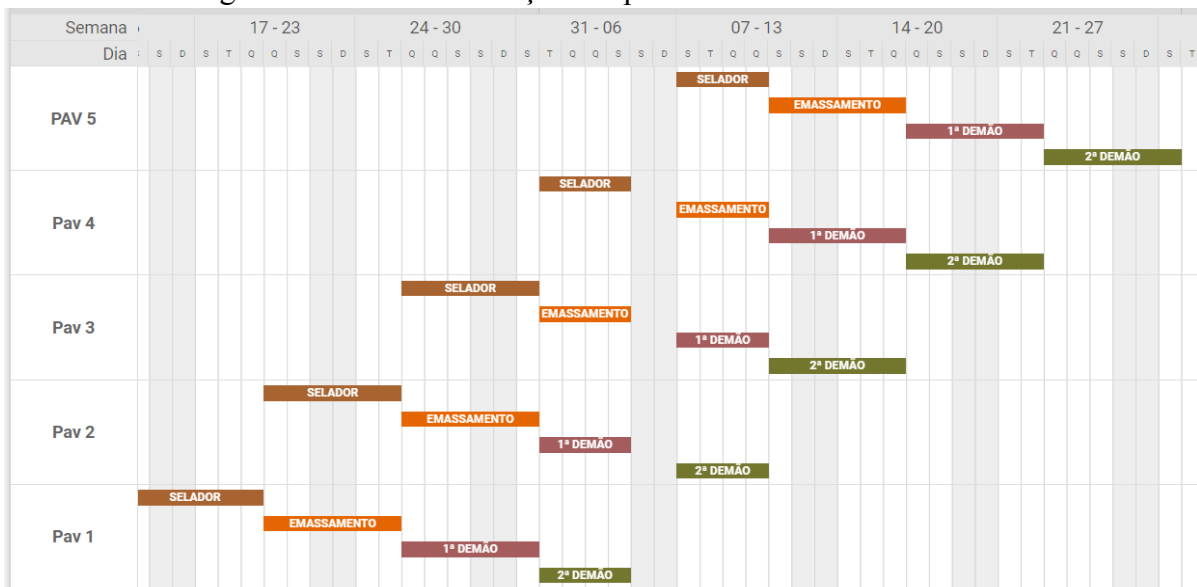 Semana 17 - 23 24 - 30 31 - 06 07 - 13 14 - 20 21 - 27
Dia S D S T Q Q S S D S T Q Q S S D S T Q Q S S D S T Q Q S S D S T Q Q S S D S T Q Q S S D S T
SELADOR
EMASSAMENTO
PAV 5
1ª DEMÃO
2ª DEMÃO
SELADOR
EMASSAMENTO
Pav 4
1ª DEMÃO
2ª DEMÃO
SELADOR
EMASSAMENTO
Pav 3
1ª DEMÃO
2ª DEMÃO
SELADOR
EMASSAMENTO
Pav 2
1ª DEMÃO
2ª DEMÃO
SELADOR
EMASSAMENTO
Pav 1
1ª DEMÃO
2ª DEMÃO